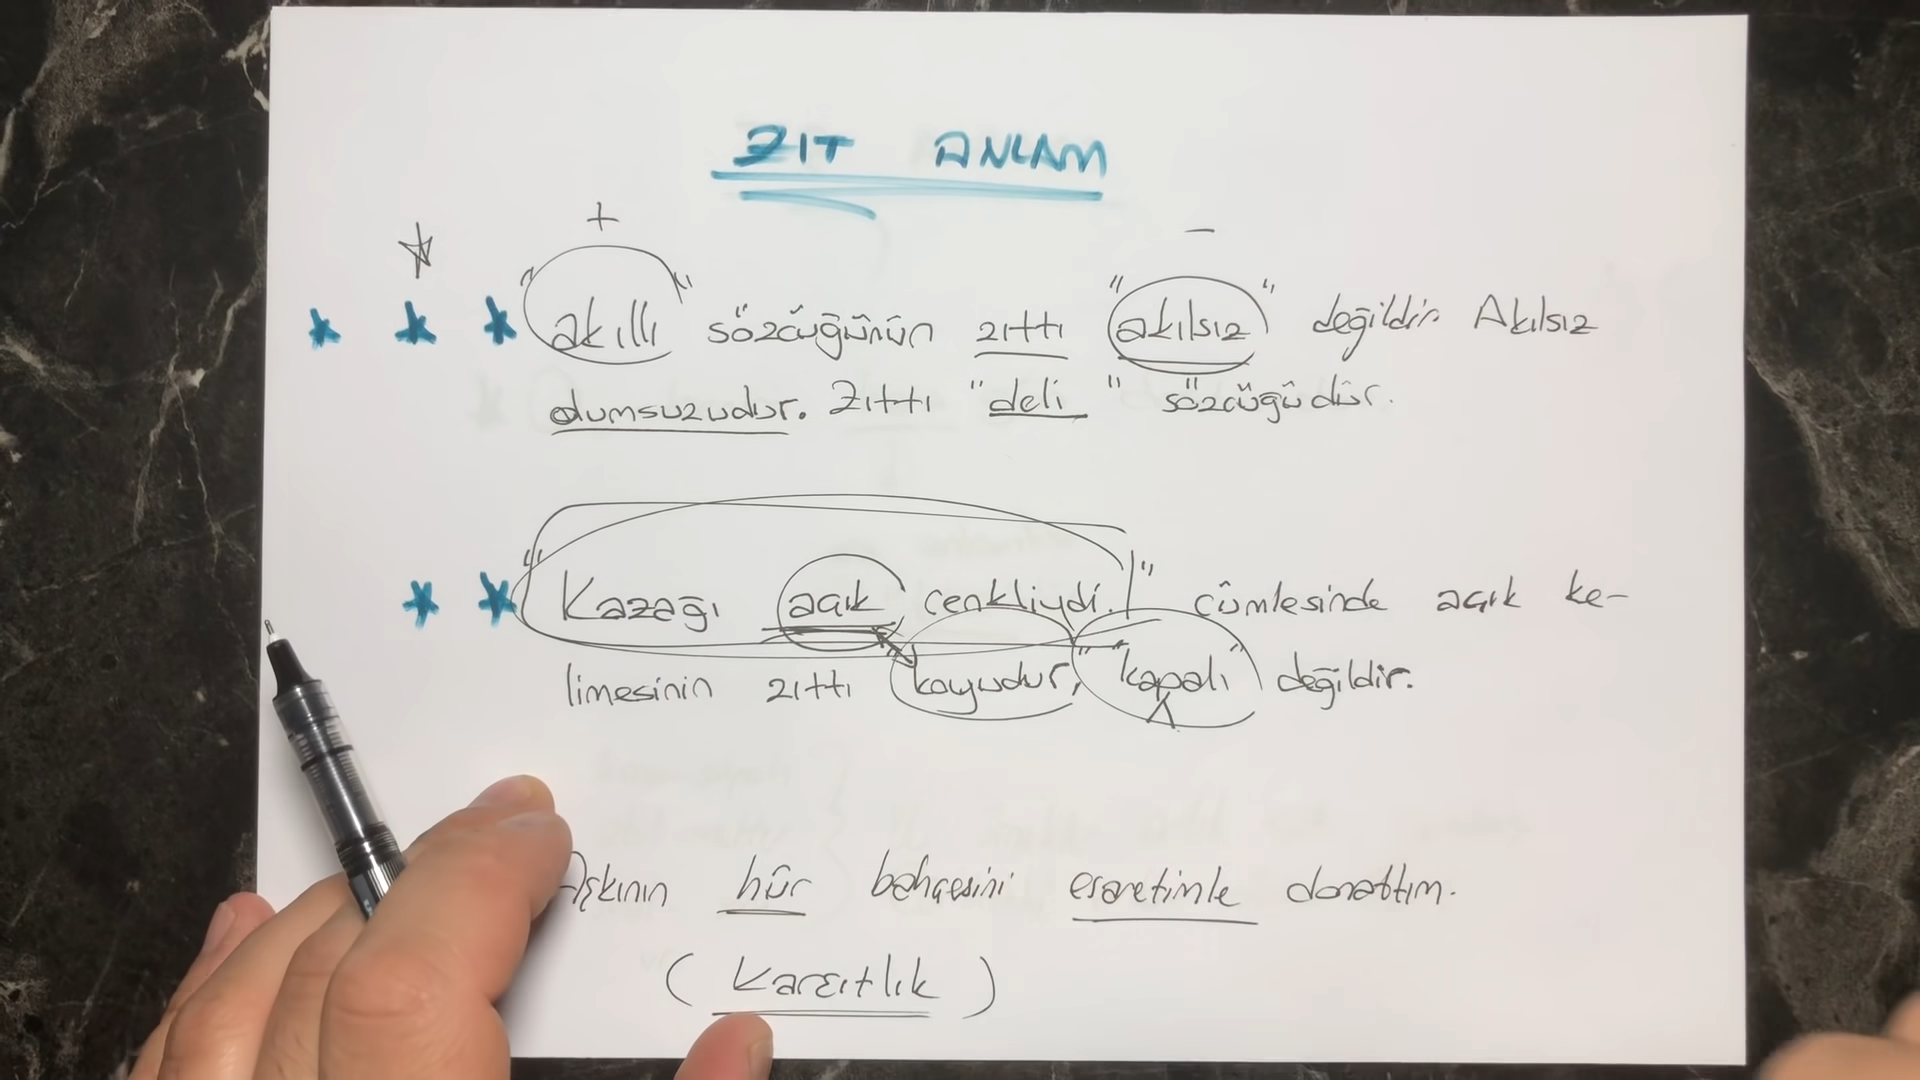 ZIT ANLAM
+ −
"akıllı" sözcüğünün zıttı "akılsız" değildir. Akılsız
olumsuzudur. Zıttı "deli" sözcüğüdür.
"Kazağı açık renkliydi." cümlesinde açık ke-
limesinin zıttı "koyudur," "kapalı" değildir.
Aşkının hür bahçesini esaretimle donattım.
(Karşıtlık)